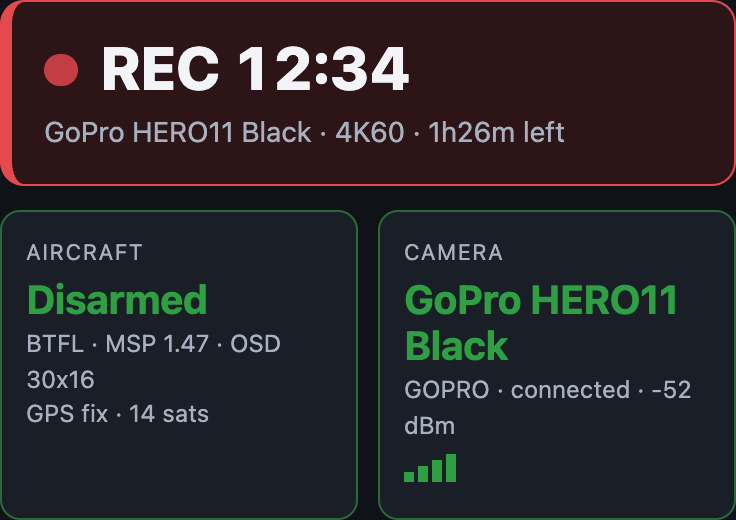 REC 12:34
GoPro HERO11 Black · 4K60 · 1h26m left
AIRCRAFT
Disarmed
BTFL · MSP 1.47 · OSD
30x16
GPS fix · 14 sats
CAMERA
GoPro HERO11
Black
GOPRO · connected · -52
dBm